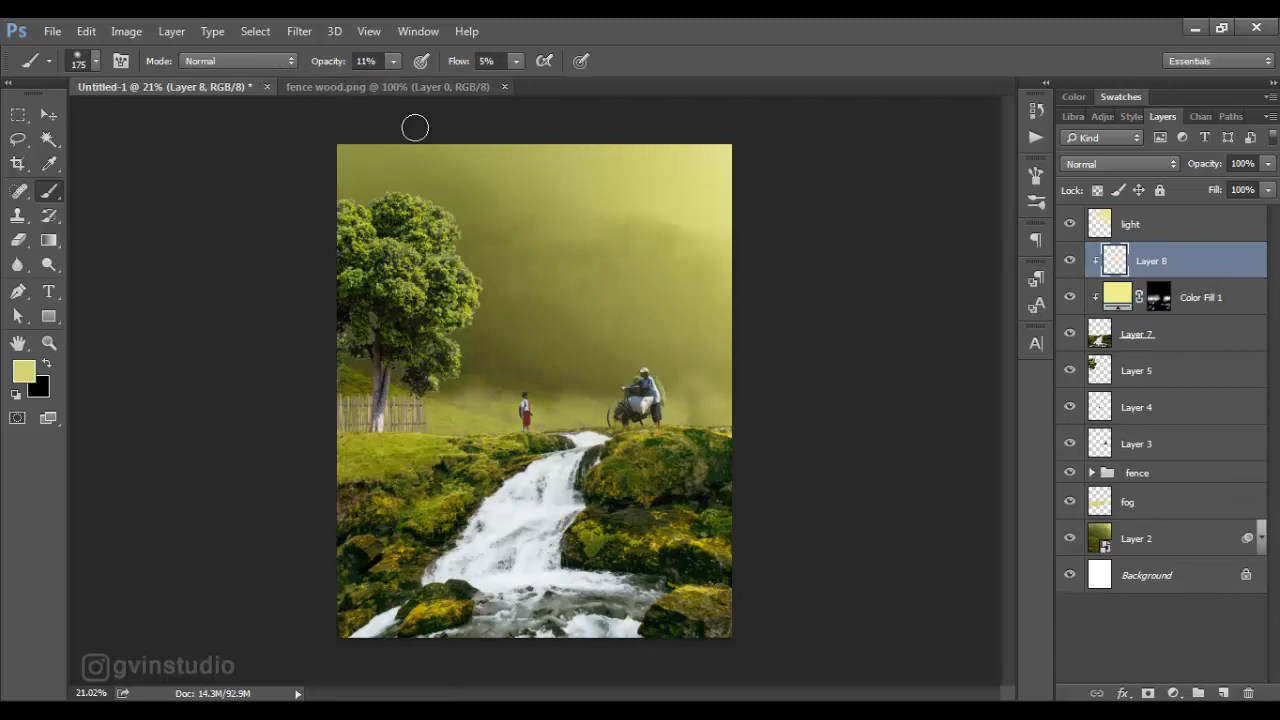 Ps File Edit Image Layer Type Select Filter 3D View Window Help
175 Mode: Normal Opacity: 11% Flow: 5% Essentials
Untitled-1 @ 21% (Layer 8, RGB/8) * × fence wood.png @ 100% (Layer 0, RGB/8) ×
Color Swatches
Libra Adju Style Layers Chan Paths
Kind
Normal Opacity: 100%
Lock: Fill: 100%
light
Layer 8
Color Fill 1
Layer 7
Layer 5
Layer 4
Layer 3
fence
fog
Layer 2
Background
gvinstudio
21.02% Doc: 14.3M/92.9M